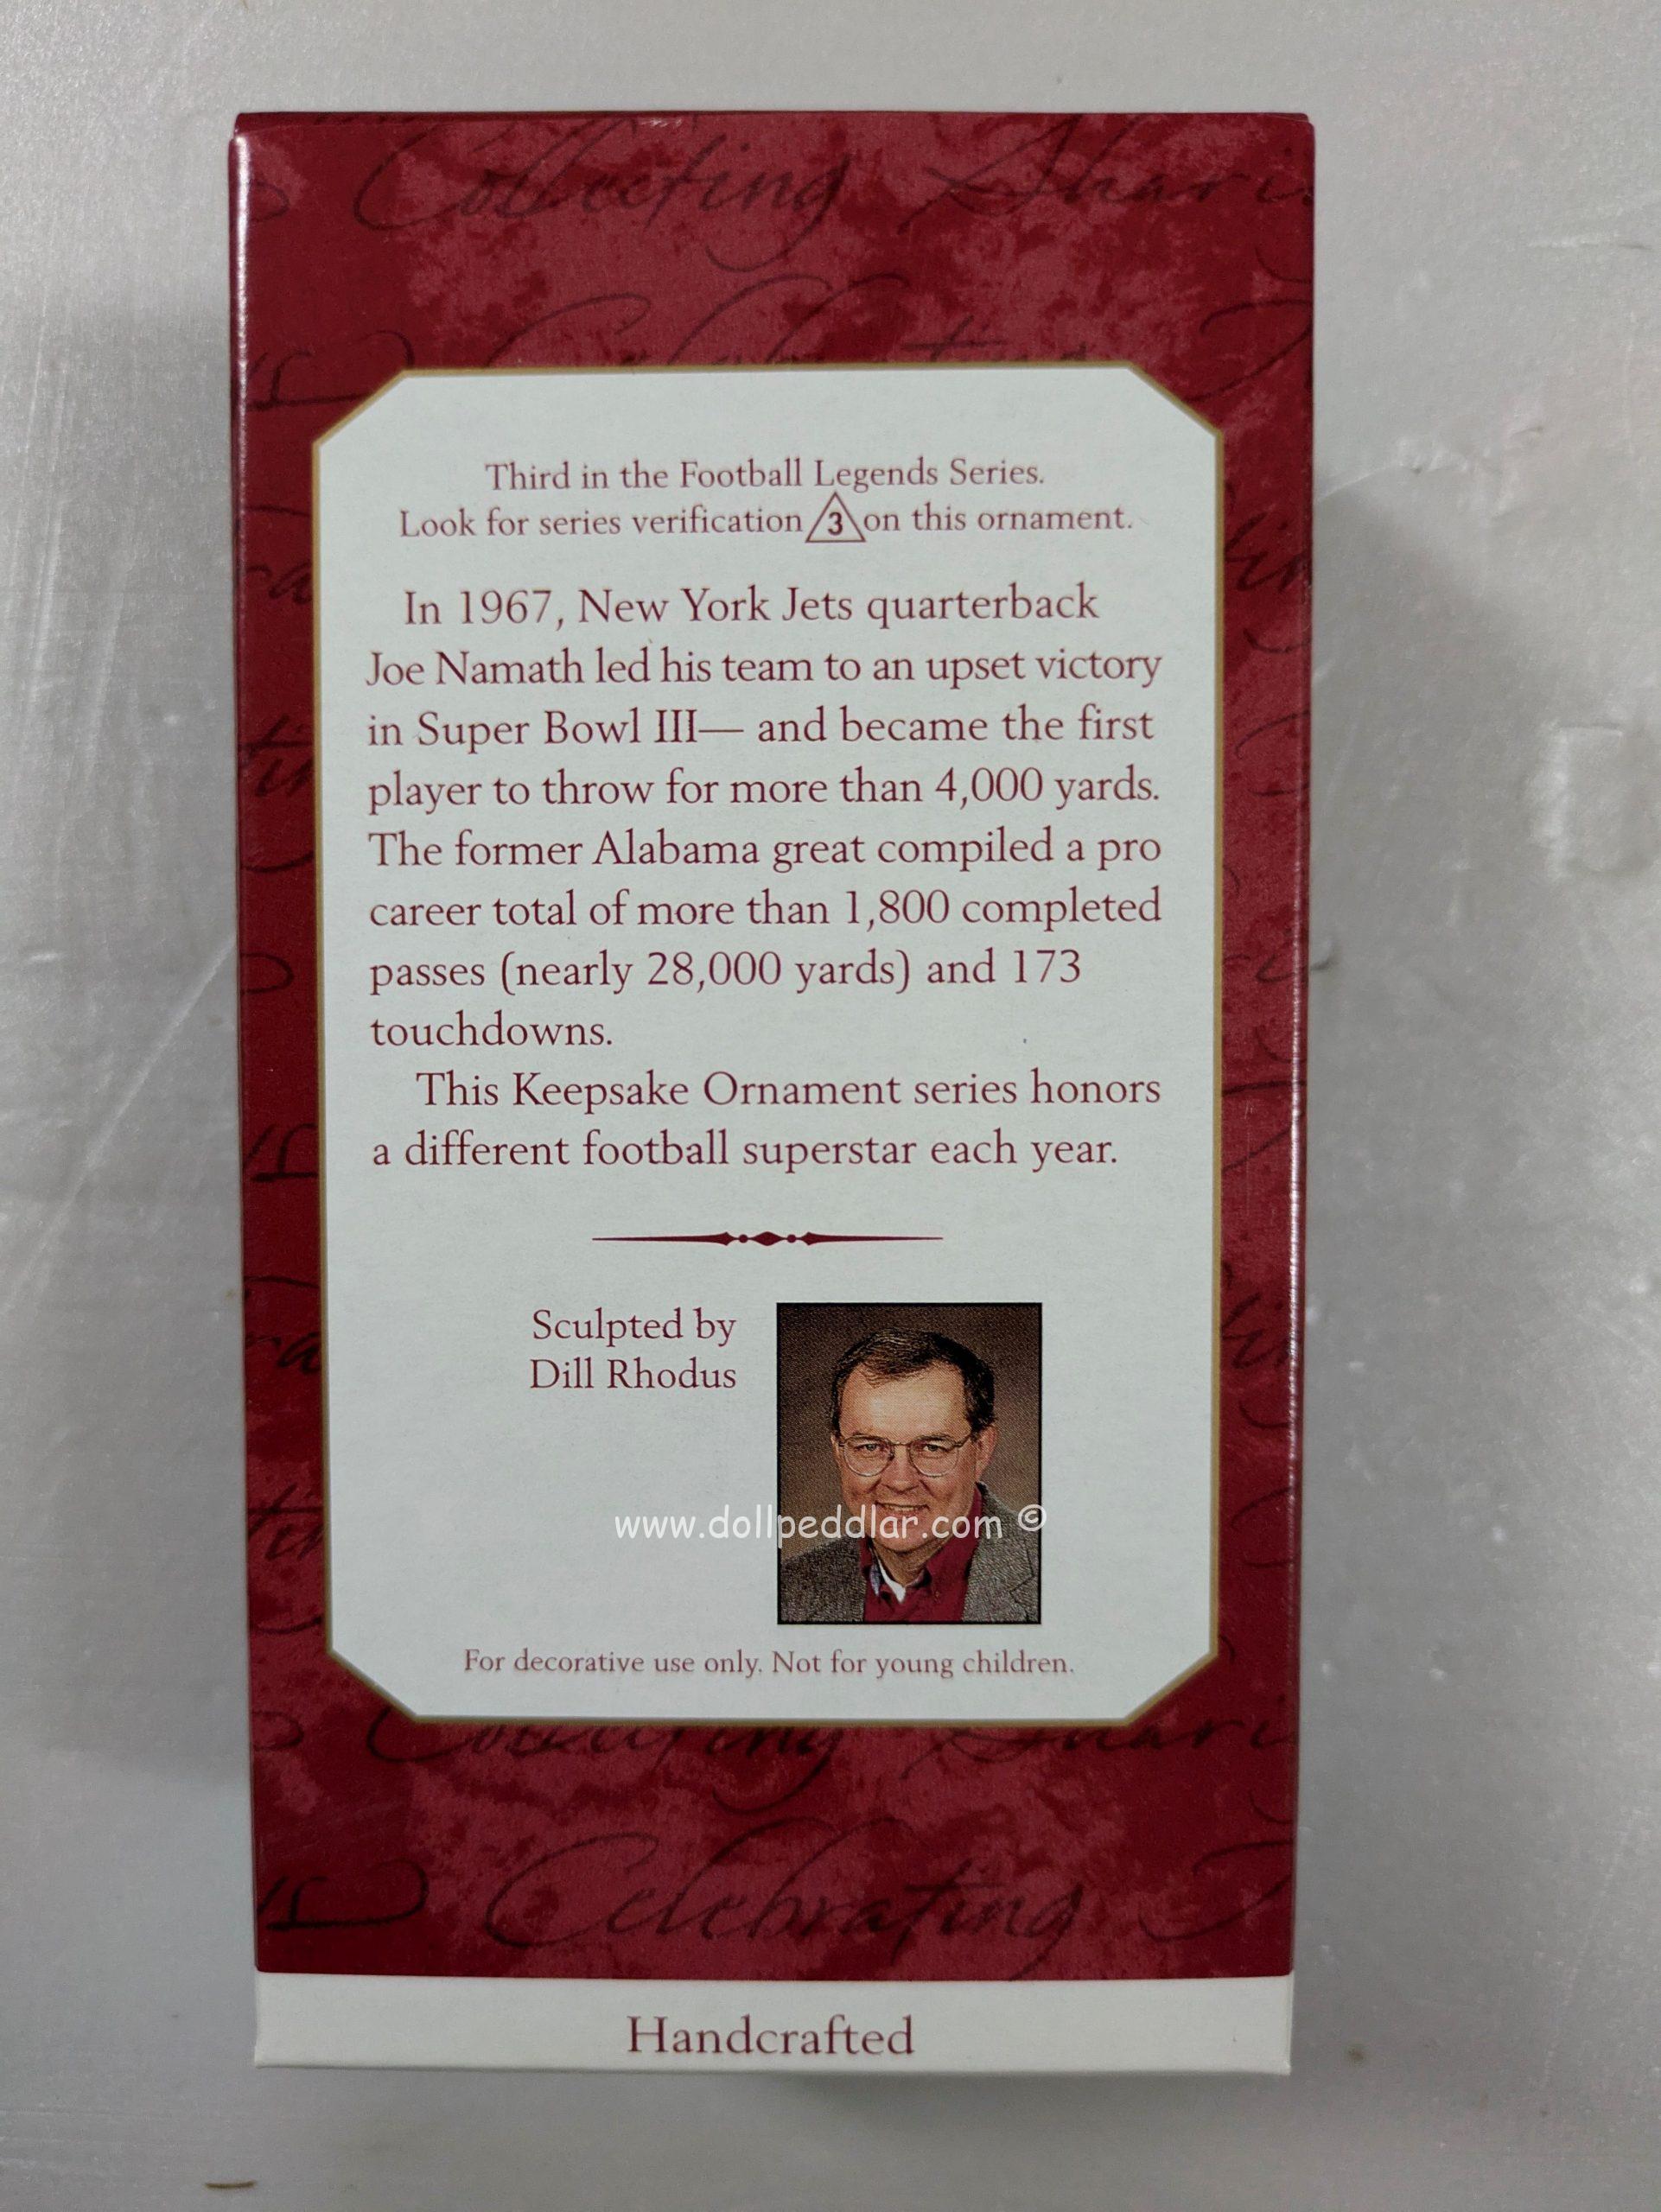 Collecting Shari
Celebrating
Third in the Football Legends Series.
Look for series verification 3 on this ornament.
In 1967, New York Jets quarterback
Joe Namath led his team to an upset victory
in Super Bowl III— and became the first
player to throw for more than 4,000 yards.
The former Alabama great compiled a pro
career total of more than 1,800 completed
passes (nearly 28,000 yards) and 173
touchdowns.
This Keepsake Ornament series honors
a different football superstar each year.
Sculpted by
Dill Rhodus
www.dollpeddlar.com ©
For decorative use only. Not for young children.
Collecting Shari
Celebrating
Handcrafted